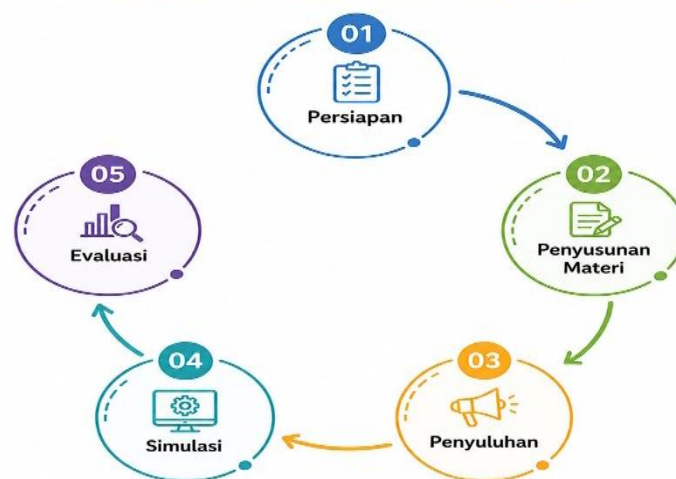 01
Persiapan
02
Penyusunan
Materi
03
Penyuluhan
04
Simulasi
05
Evaluasi